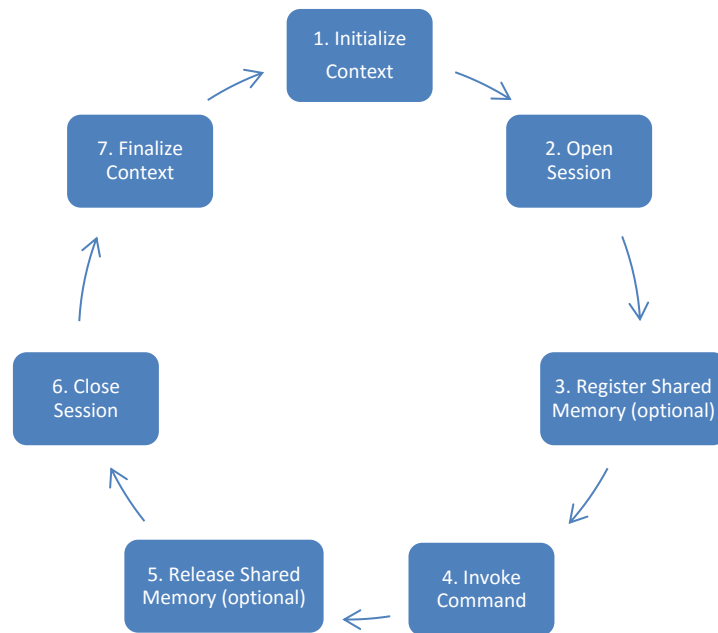 1. Initialize
Context
2. Open
Session
3. Register Shared
Memory (optional)
4. Invoke
Command
5. Release Shared
Memory (optional)
6. Close
Session
7. Finalize
Context